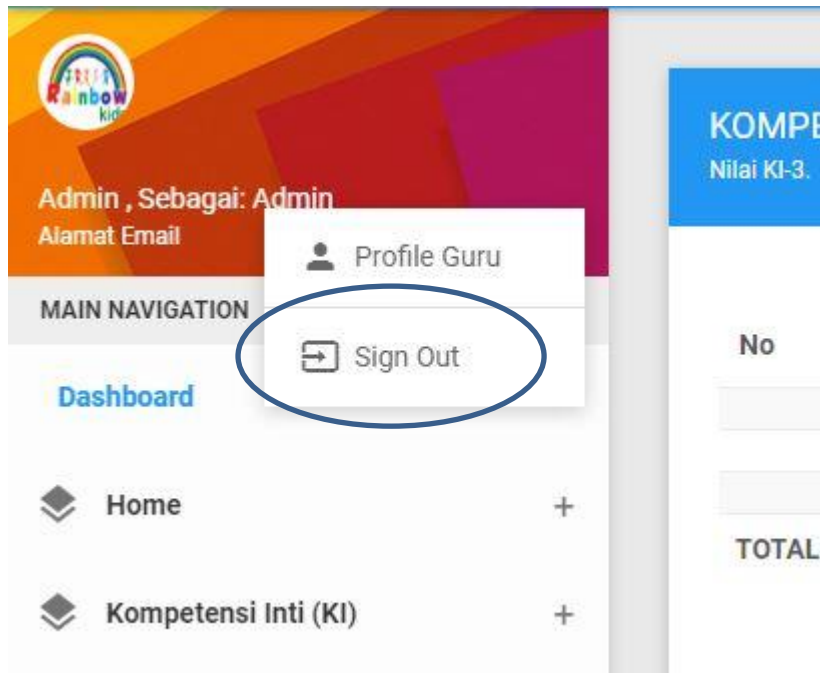 Rainbow
kids
Admin , Sebagai: Admin
Alamat Email
Profile Guru
Sign Out
MAIN NAVIGATION
Dashboard
Home
+
Kompetensi Inti (KI)
+
KOMPE
Nilai KI-3.
No
TOTAL